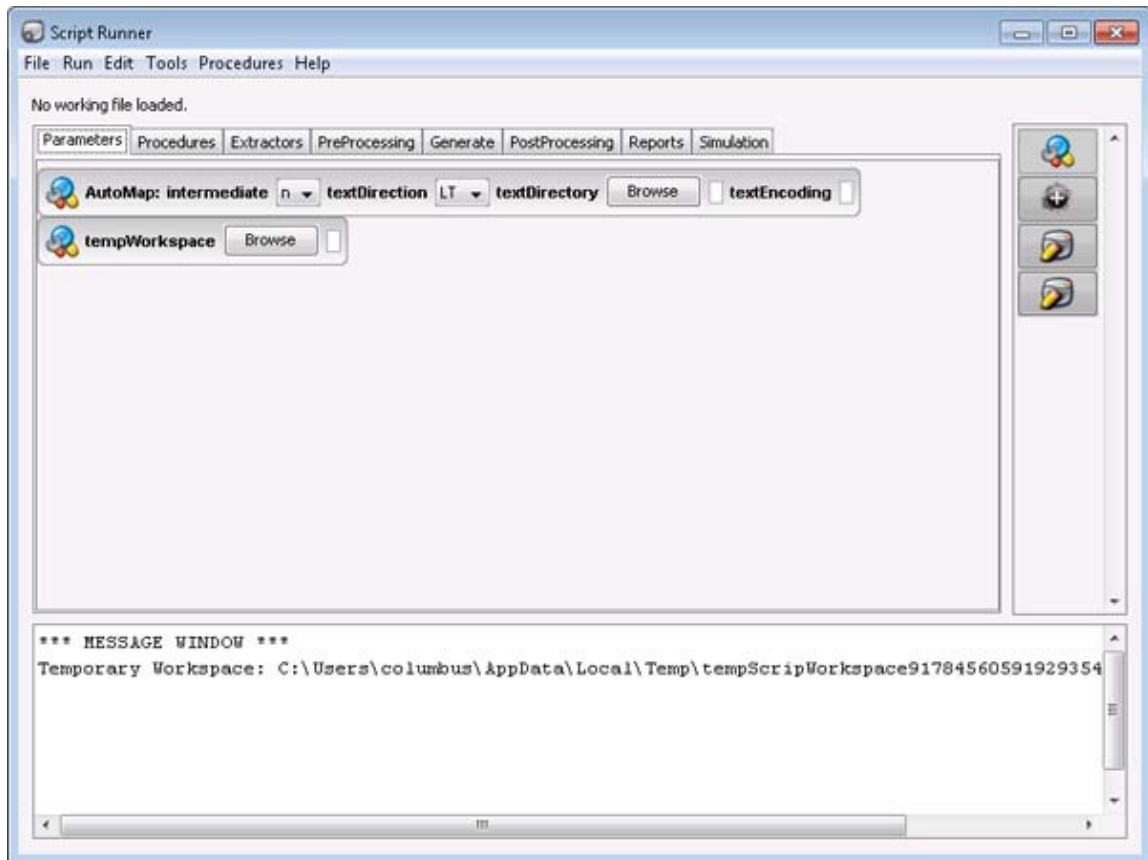 Script Runner
File Run Edit Tools Procedures Help
No working file loaded.
Parameters Procedures Extractors PreProcessing Generate PostProcessing Reports Simulation
AutoMap: intermediate n textDirection LT textDirectory Browse textEncoding
tempWorkspace Browse
*** MESSAGE WINDOW ***
Temporary Workspace: C:\Users\columbus\AppData\Local\Temp\tempScripWorkspace91784560591929354